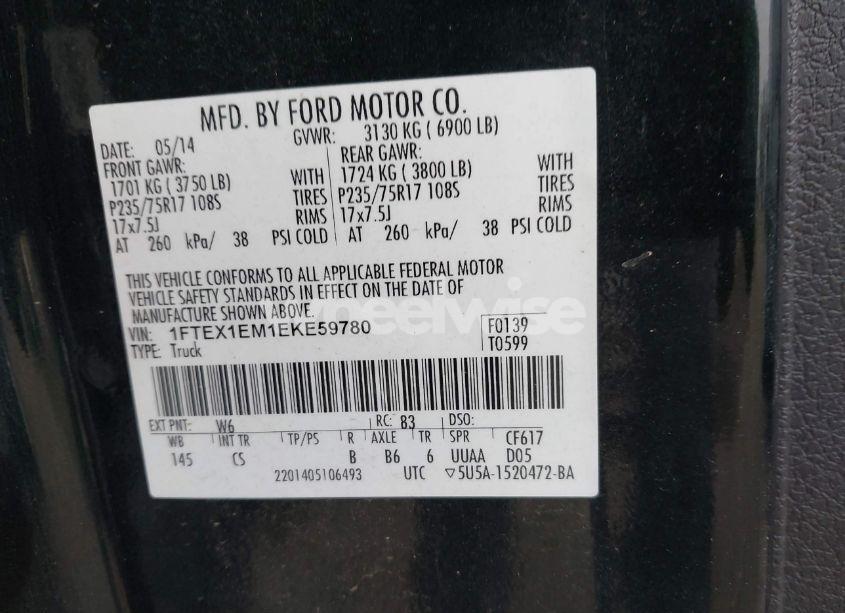 MFD. BY FORD MOTOR CO.
DATE: 05/14 GVWR: 3130 KG ( 6900 LB)
FRONT GAWR: REAR GAWR:
1701 KG ( 3750 LB) WITH 1724 KG ( 3800 LB) WITH
P235/75R17 108S TIRES P235/75R17 108S TIRES
17x7.5J RIMS 17x7.5J RIMS
AT 260 kPa/ 38 PSI COLD AT 260 kPa/ 38 PSI COLD
THIS VEHICLE CONFORMS TO ALL APPLICABLE FEDERAL MOTOR
VEHICLE SAFETY STANDARDS IN EFFECT ON THE DATE OF
MANUFACTURE SHOWN ABOVE.
VIN: 1FTEX1EM1EKE59780 F0139
TYPE: Truck T0599
EXT PNT: W6 RC: 83 DSO:
WB INT TR TP/PS R AXLE TR SPR CF617
145 CS B B6 6 UUAA D05
2201405106493 UTC ▽5U5A-1520472-BA